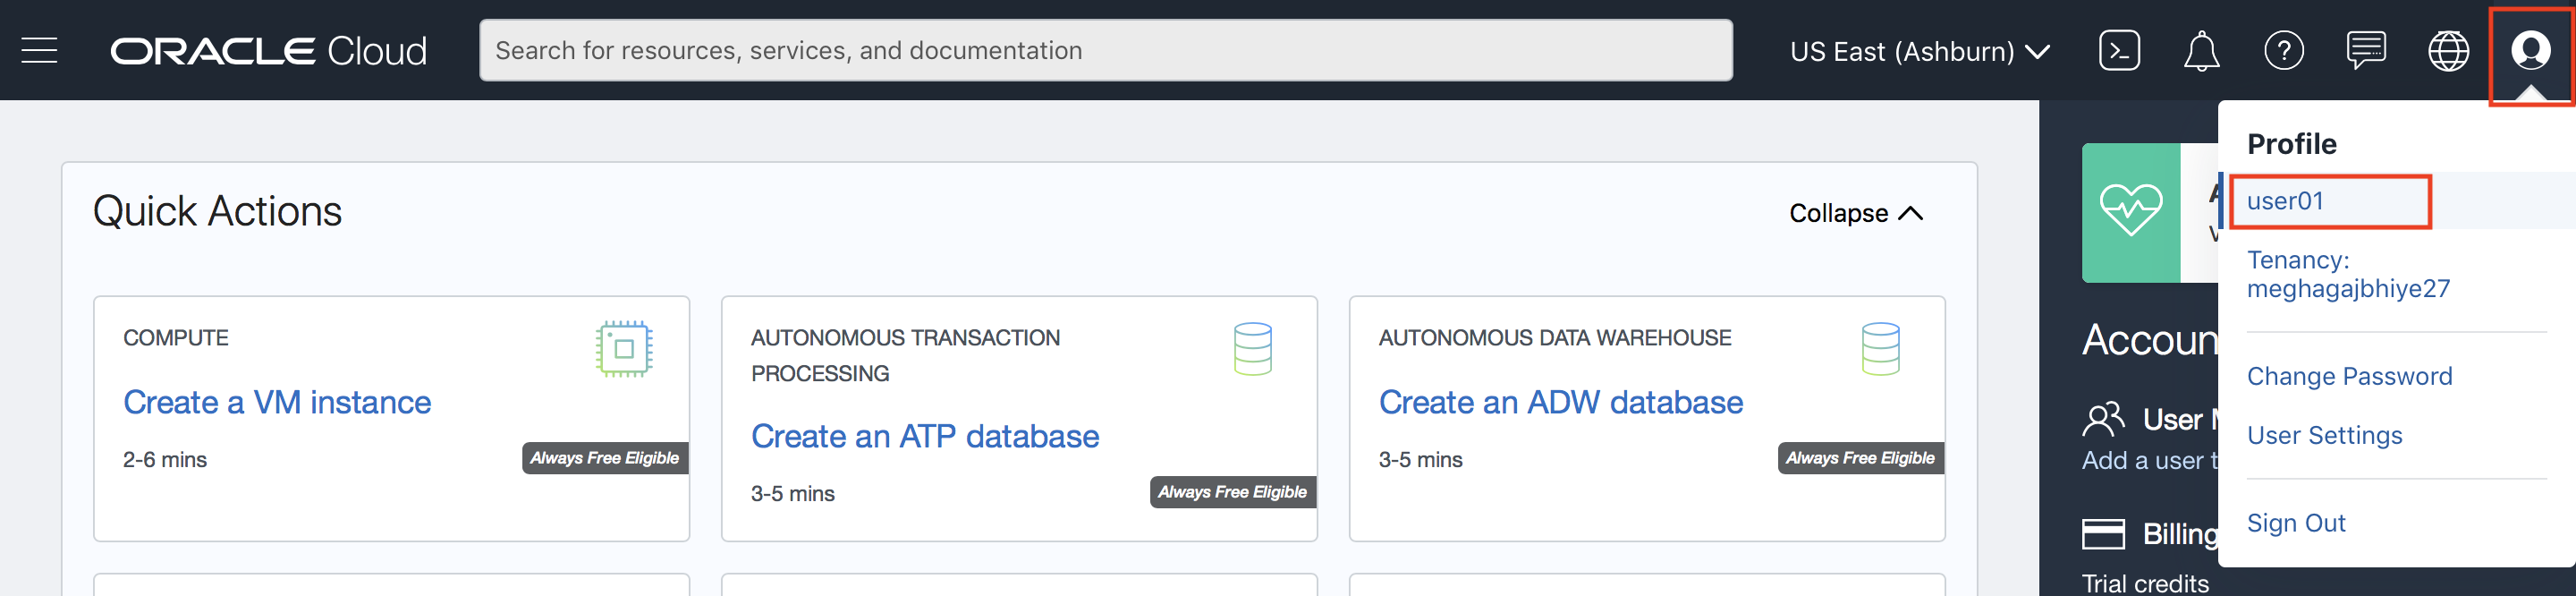 ORACLE Cloud
Search for resources, services, and documentation
US East (Ashburn)
Profile
user01
Tenancy:
meghagajbhiye27
Change Password
User Settings
Sign Out
Quick Actions
Collapse
COMPUTE
Create a VM instance
2-6 mins
Always Free Eligible
AUTONOMOUS TRANSACTION
PROCESSING
Create an ATP database
3-5 mins
Always Free Eligible
AUTONOMOUS DATA WAREHOUSE
Create an ADW database
3-5 mins
Always Free Eligible
Accoun
User
Add a user t
Billing
Trial credits